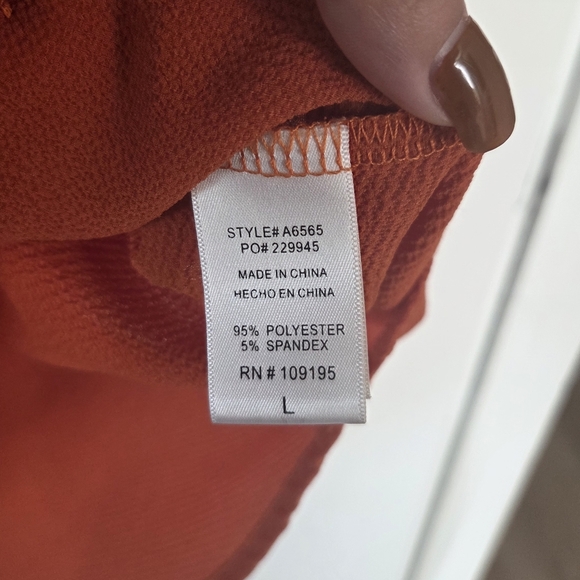 STYLE# A6565
PO# 229945
MADE IN CHINA
HECHO EN CHINA
95% POLYESTER
5% SPANDEX
RN # 109195
L